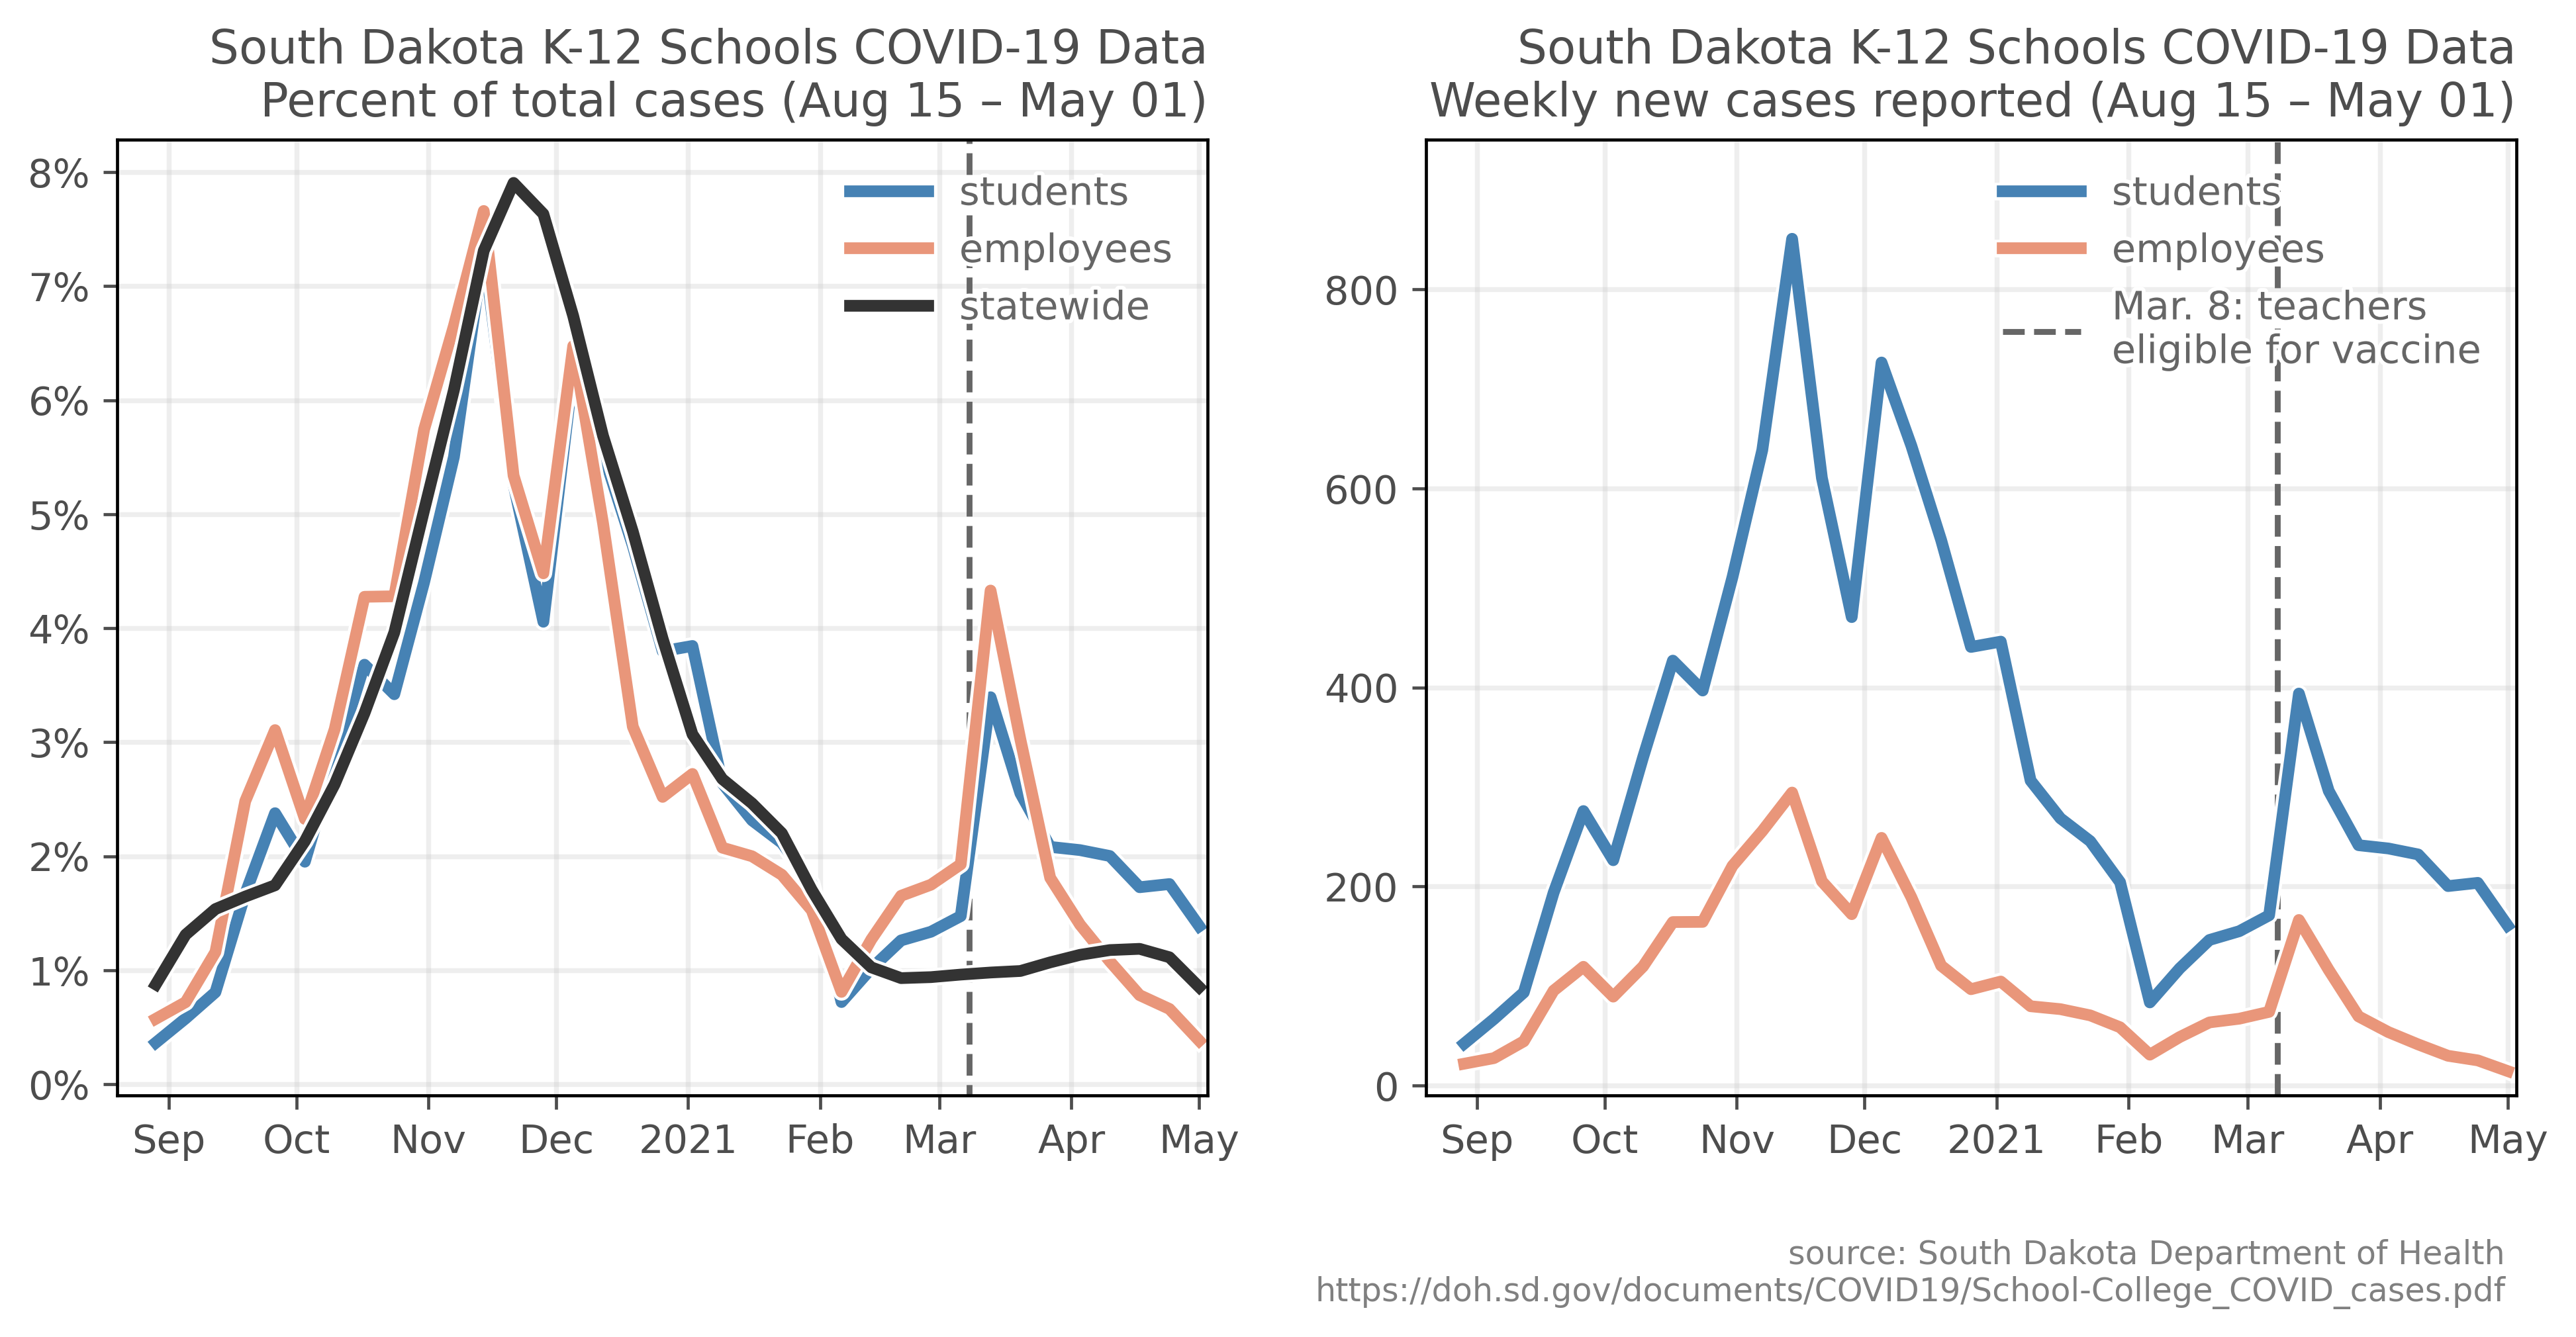 South Dakota K-12 Schools COVID-19 Data
Percent of total cases (Aug 15 – May 01)
8%
7%
6%
5%
4%
3%
2%
1%
0%
students
employees
statewide
Sep Oct Nov Dec 2021 Feb Mar Apr May
South Dakota K-12 Schools COVID-19 Data
Weekly new cases reported (Aug 15 – May 01)
800
600
400
200
0
students
employees
Mar. 8: teachers
eligible for vaccine
Sep Oct Nov Dec 2021 Feb Mar Apr May
source: South Dakota Department of Health
https://doh.sd.gov/documents/COVID19/School-College_COVID_cases.pdf